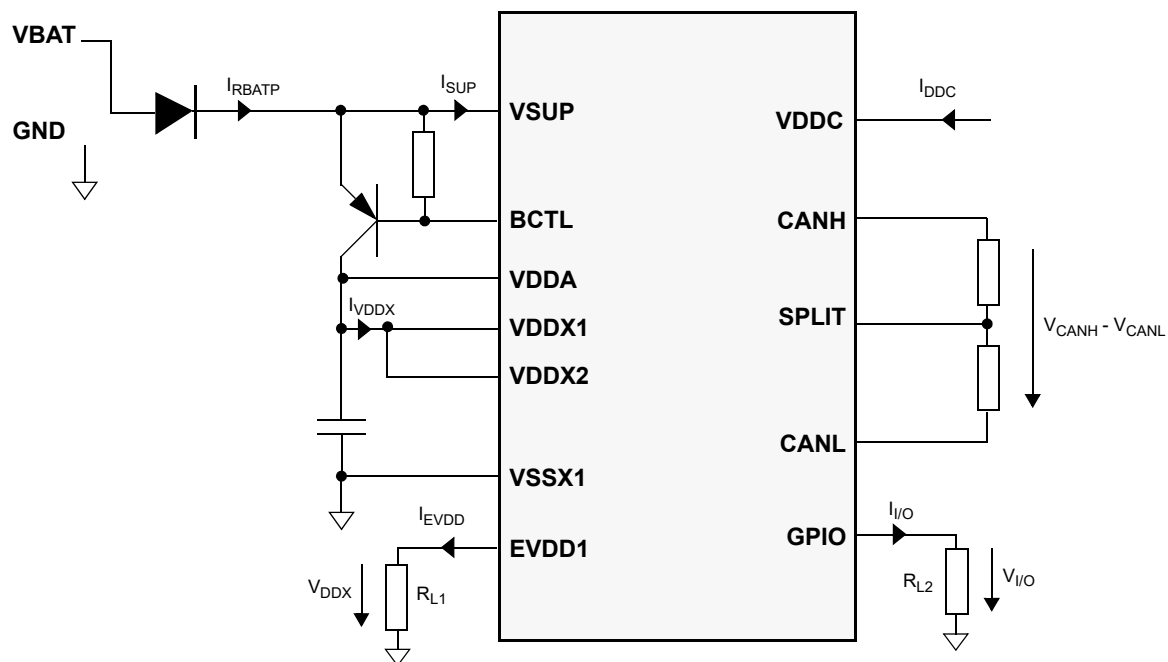 VBAT
GND
IRBATP
ISUP
VSUP
BCTL
VDDA
IVDDX
VDDX1
VDDX2
VSSX1
IEVDD
EVDD1
VDDX
RL1
IDDC
VDDC
CANH
SPLIT
VCANH - VCANL
CANL
II/O
GPIO
RL2
VI/O